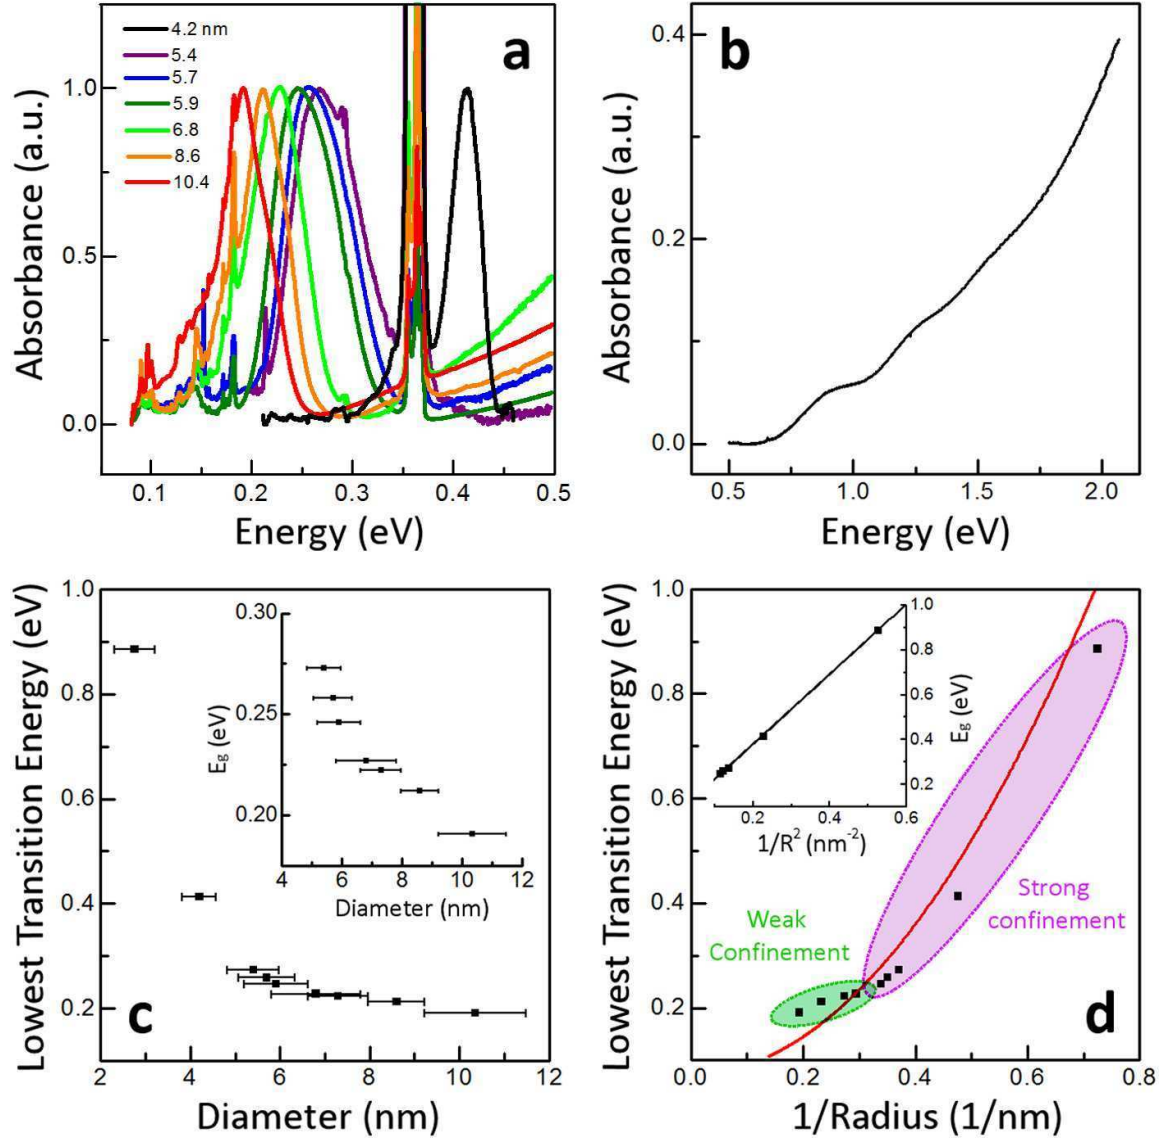 4.2 nm
5.4
5.7
5.9
6.8
8.6
10.4
a
1.0
0.5
0.0
Absorbance (a.u.)
0.1 0.2 0.3 0.4 0.5
Energy (eV)
b
0.4
0.2
0.0
Absorbance (a.u.)
0.5 1.0 1.5 2.0
Energy (eV)
Lowest Transition Energy (eV)
1.0
0.8
0.6
0.4
0.2
0.30
0.25
0.20
E_g (eV)
4 6 8 10 12
Diameter (nm)
c
2 4 6 8 10 12
Diameter (nm)
Lowest Transition Energy (eV)
1.0
0.8
0.6
0.4
0.2
1.0
0.8
0.6
0.4
0.2
E_g (eV)
0.2 0.4 0.6
1/R² (nm⁻²)
Strong
confinement
Weak
Confinement
d
0.0 0.2 0.4 0.6 0.8
1/Radius (1/nm)